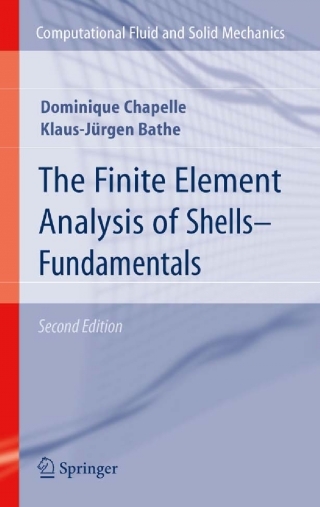 Computational Fluid and Solid Mechanics
Dominique Chapelle
Klaus-Jürgen Bathe
The Finite Element
Analysis of Shells–
Fundamentals
Second Edition
Springer